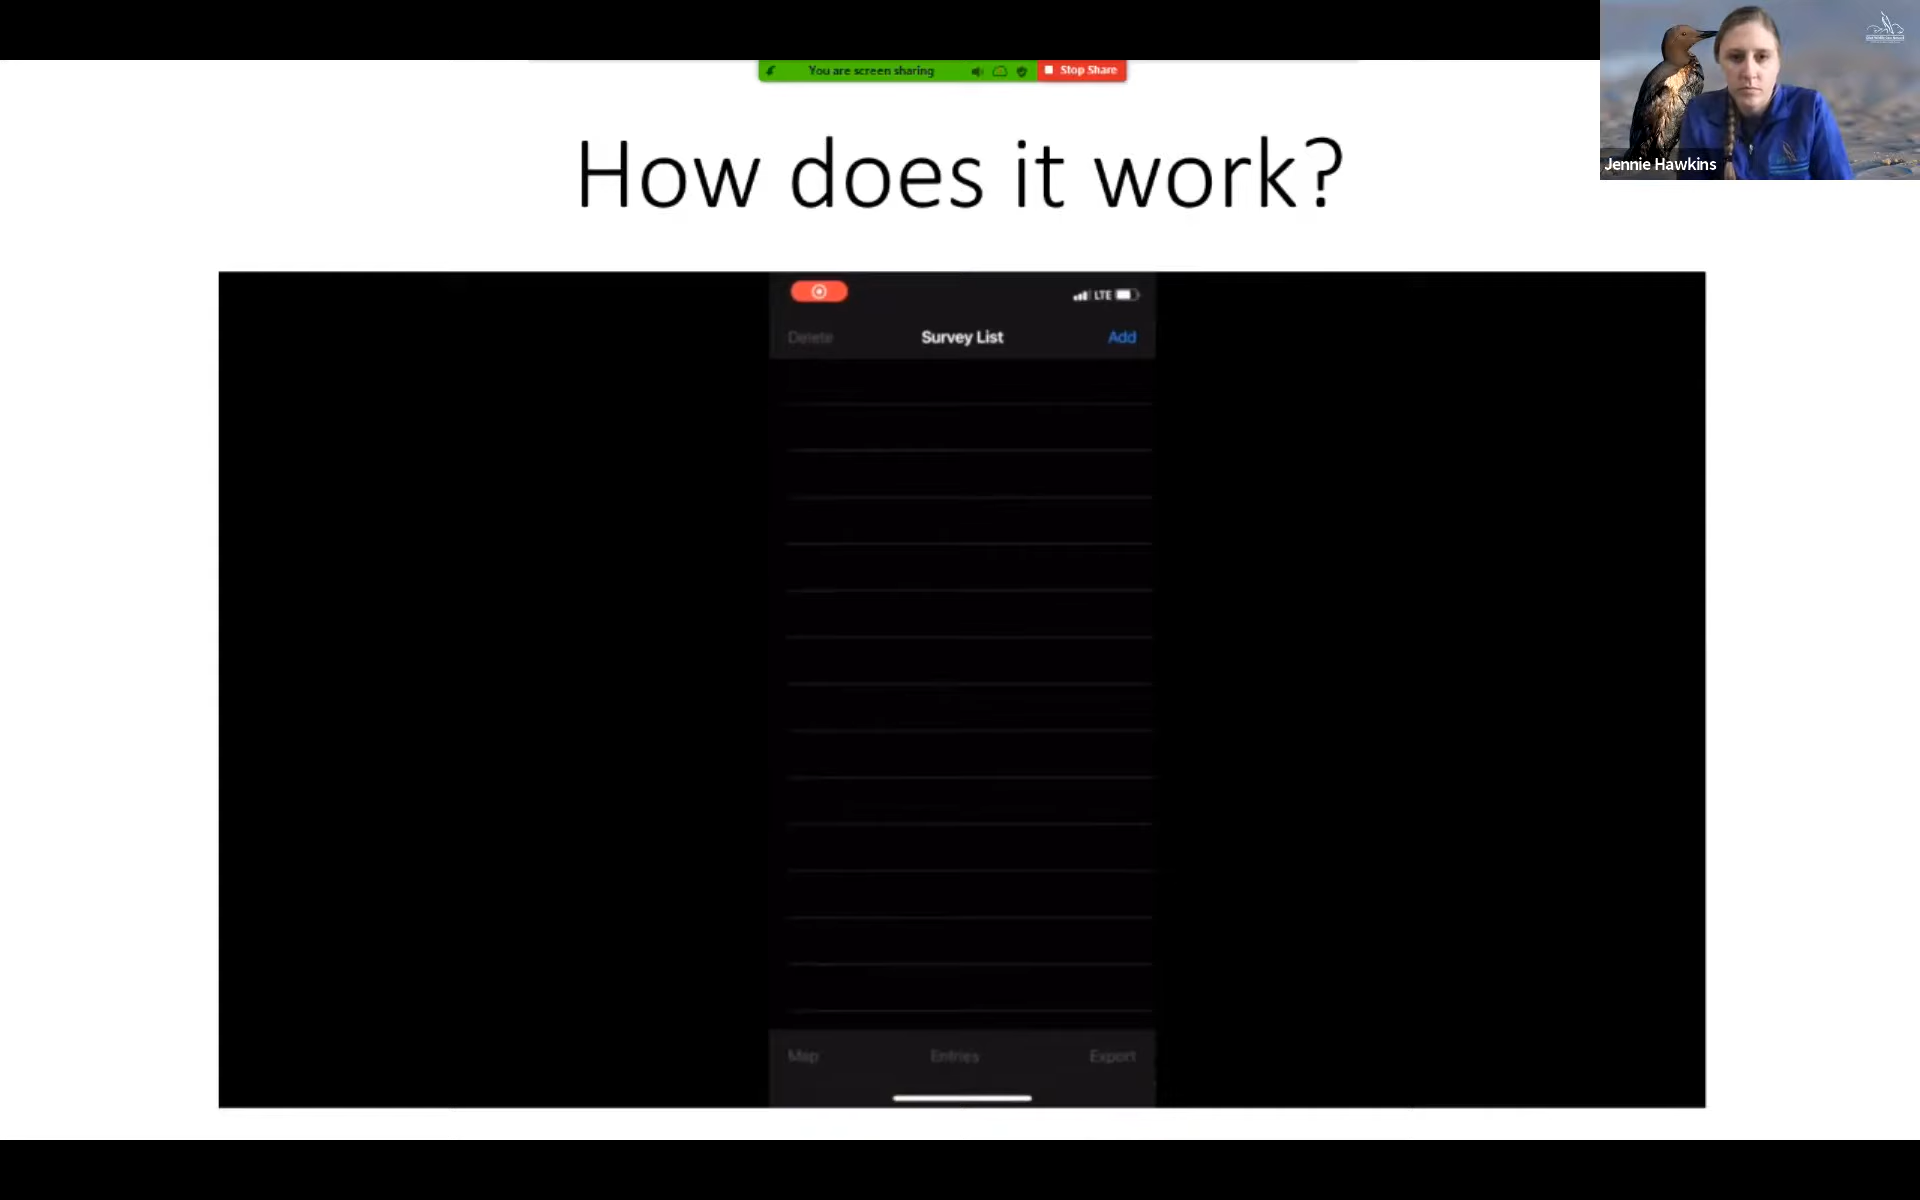 You are screen sharing
Stop Share
Jennie Hawkins
How does it work?
LTE
Delete
Survey List
Add
Map
Entries
Export